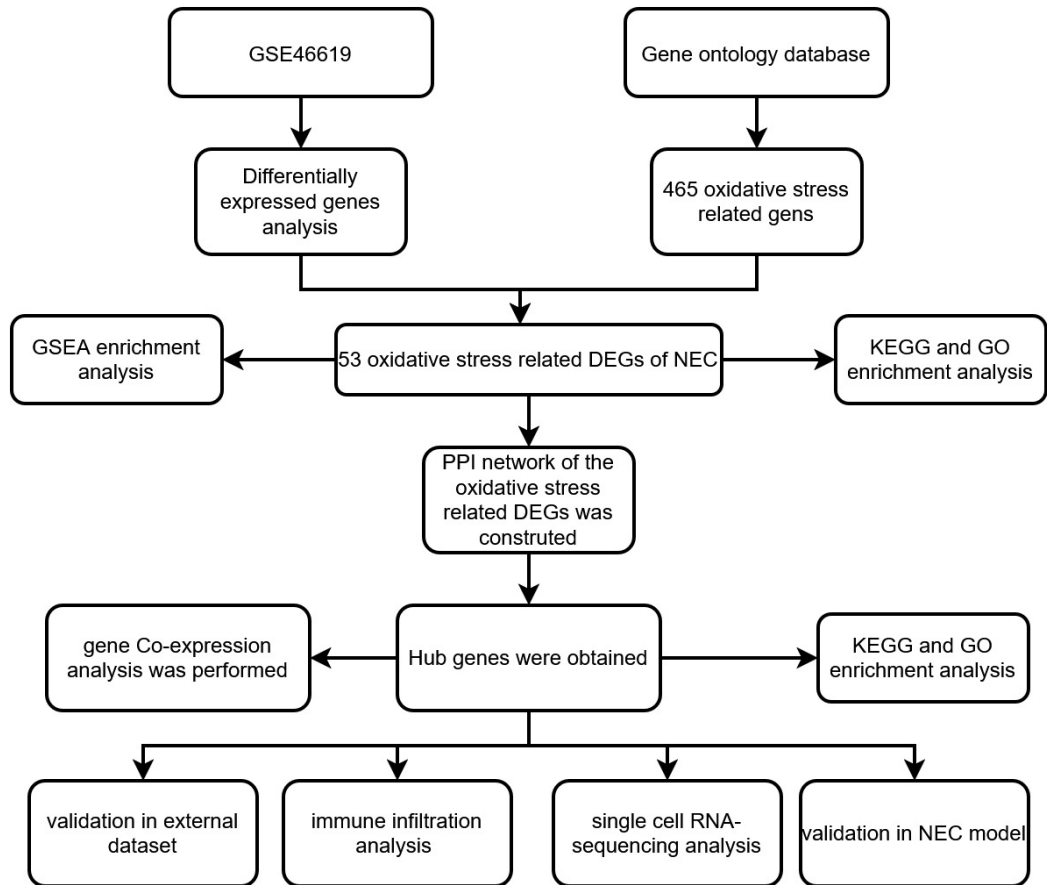 GSE46619
Gene ontology database
Differentially
expressed genes
analysis
465 oxidative stress
related gens
GSEA enrichment
analysis
53 oxidative stress related DEGs of NEC
KEGG and GO
enrichment analysis
PPI network of the
oxidative stress
related DEGs was
construted
gene Co-expression
analysis was performed
Hub genes were obtained
KEGG and GO
enrichment analysis
validation in external
dataset
immune infiltration
analysis
single cell RNA-
sequencing analysis
validation in NEC model